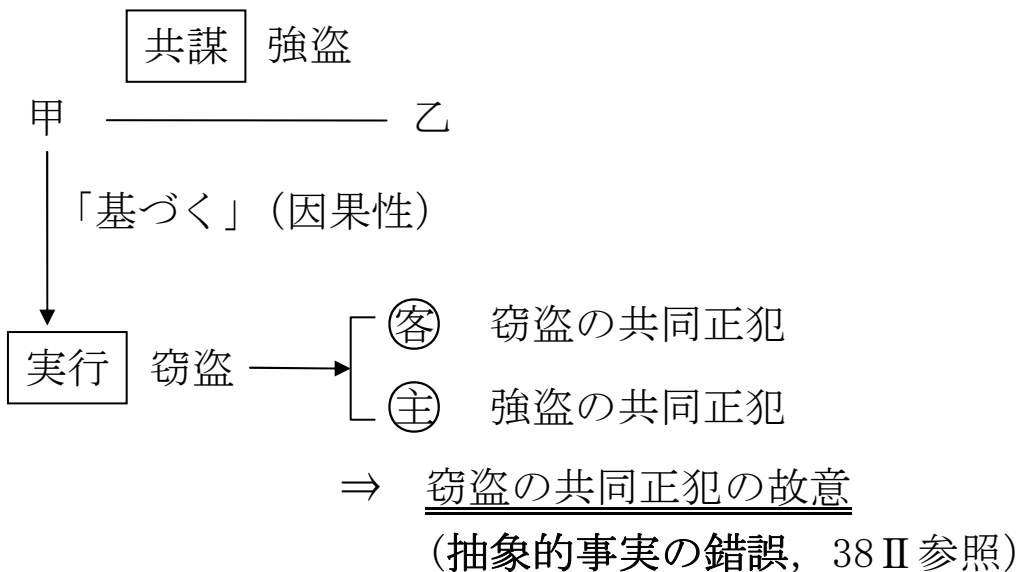 共謀 強盗
甲 乙
「基づく」(因果性)
実行 窃盗
客 窃盗の共同正犯
主 強盗の共同正犯
⇒ 窃盗の共同正犯の故意
(抽象的事実の錯誤,38Ⅱ参照)